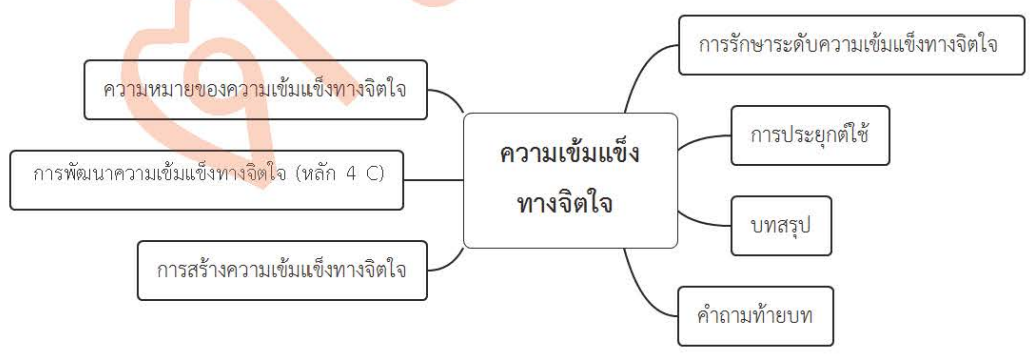 ความหมายของความเข้มแข็งทางจิตใจ
การพัฒนาความเข้มแข็งทางจิตใจ (หลัก 4 C)
การสร้างความเข้มแข็งทางจิตใจ
ความเข้มแข็ง
ทางจิตใจ
การรักษาระดับความเข้มแข็งทางจิตใจ
การประยุกต์ใช้
บทสรุป
คำถามท้ายบท